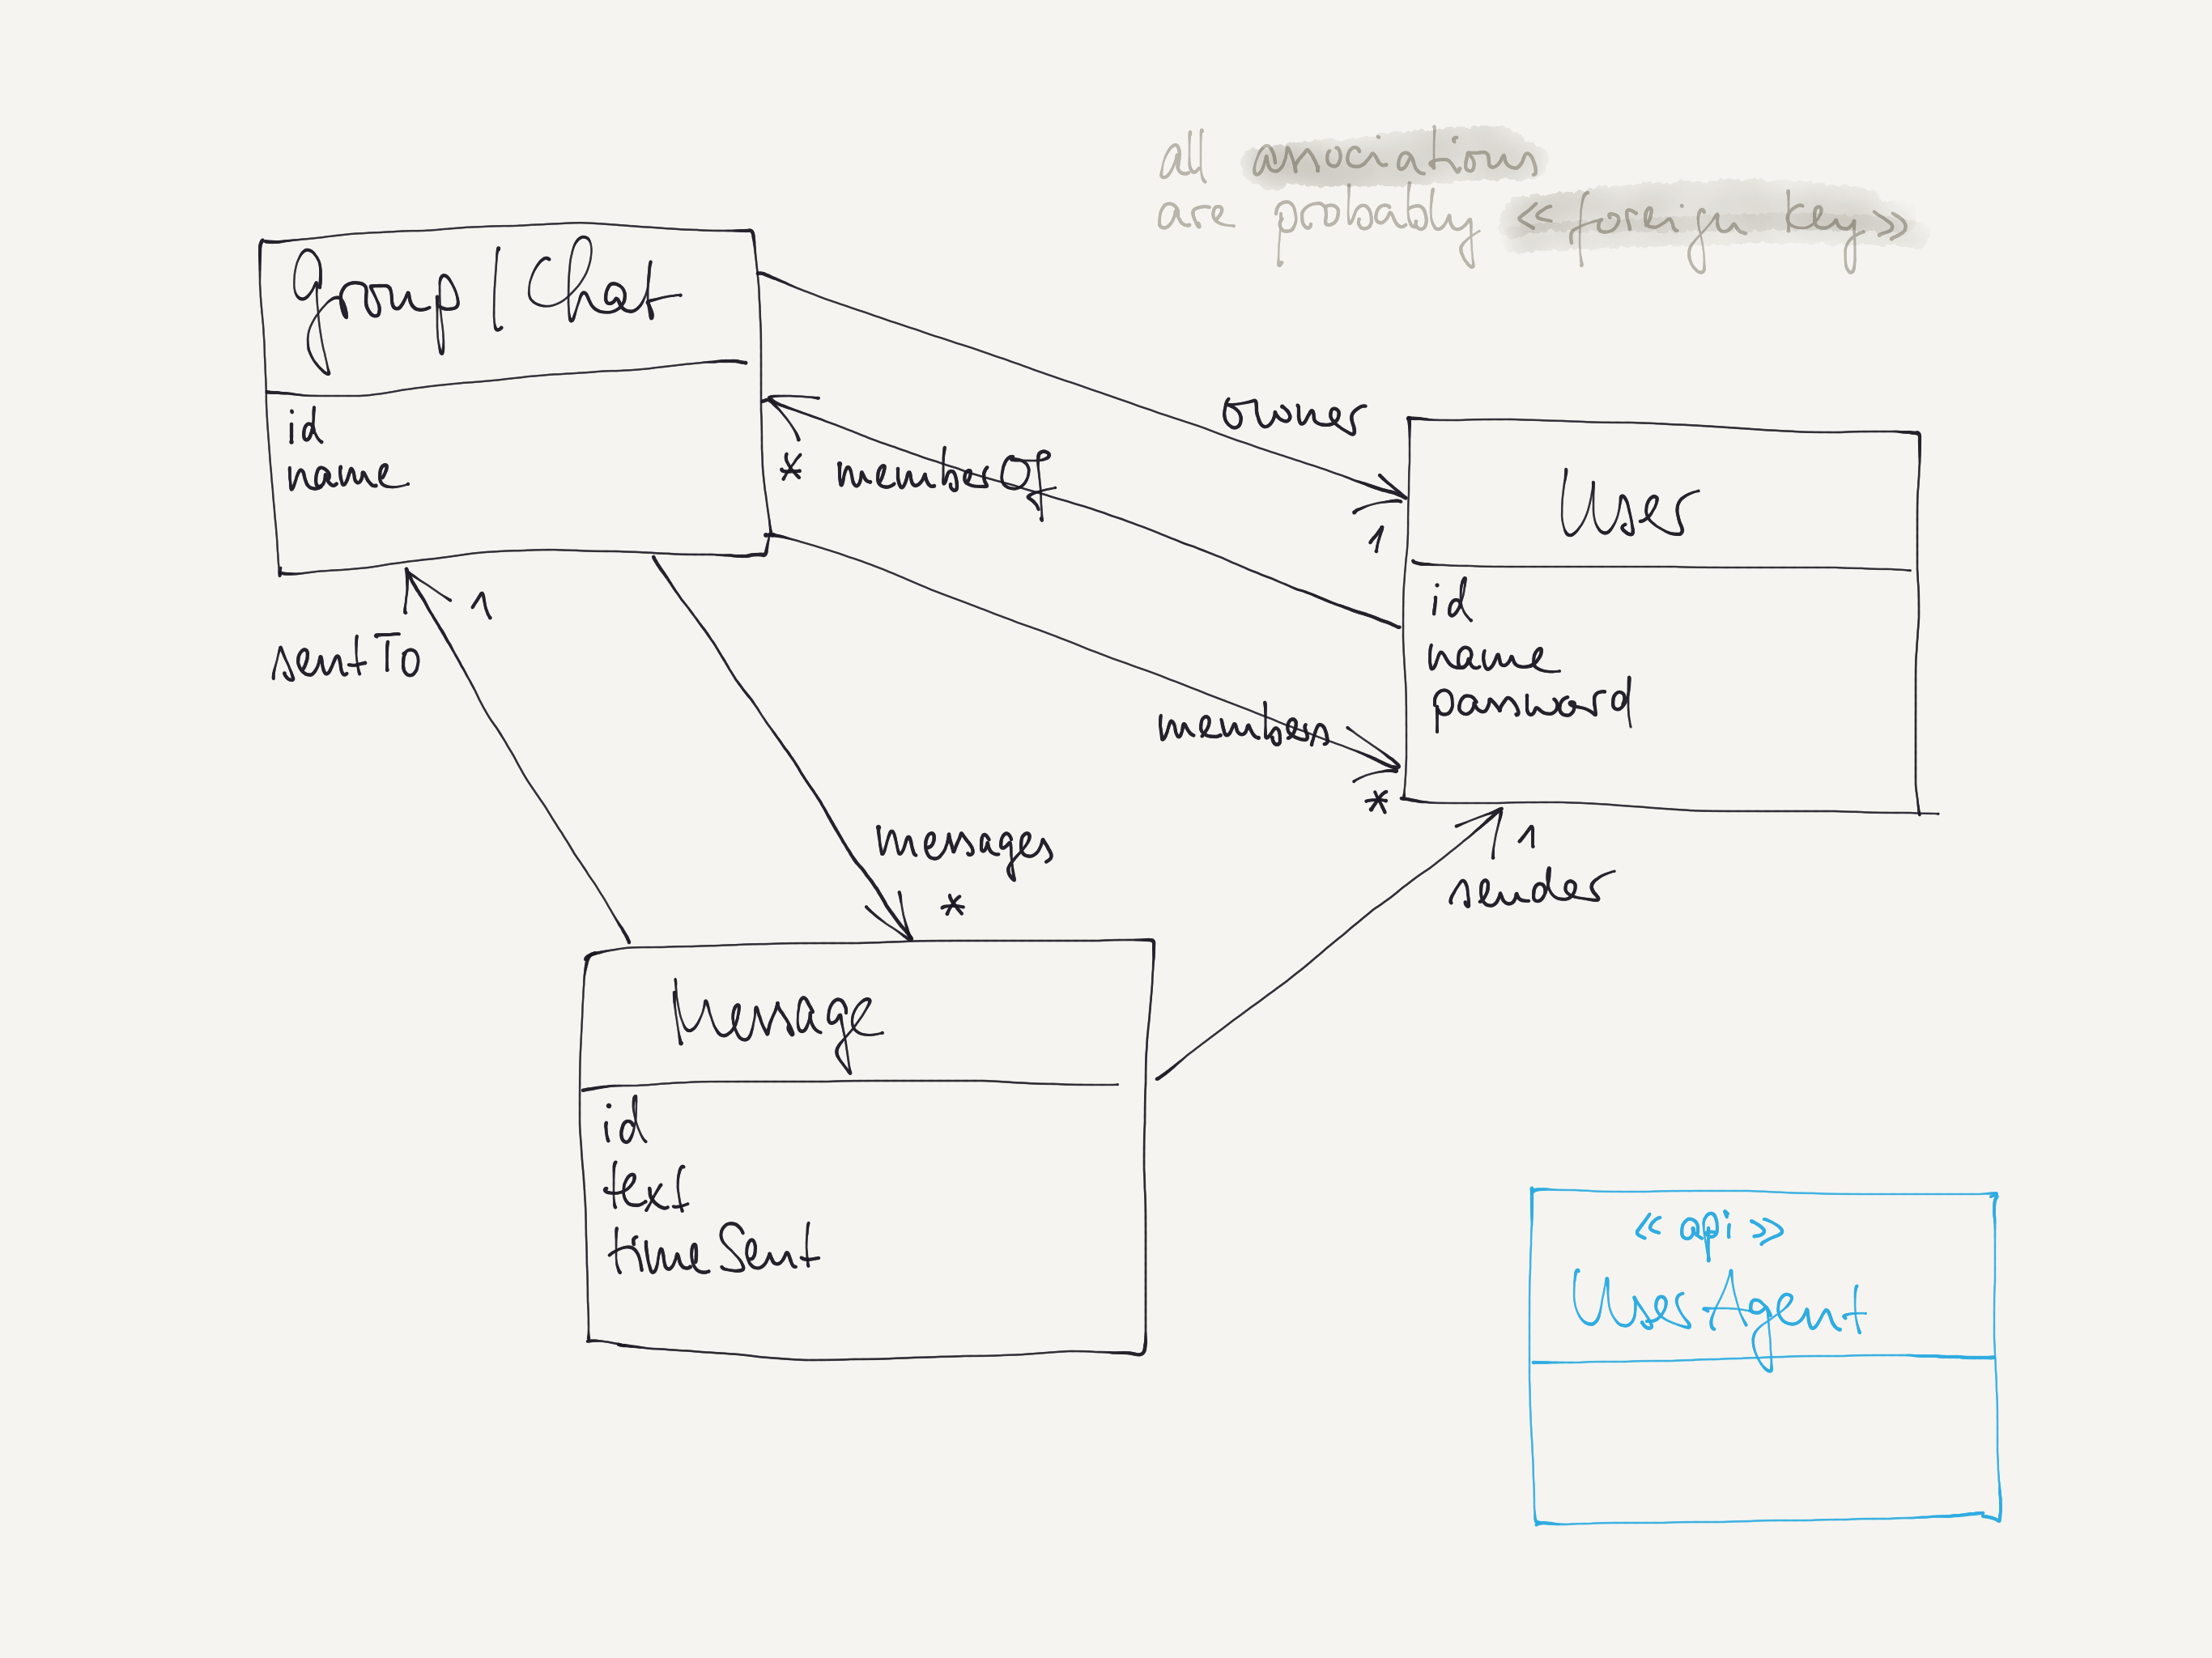 all associations
are probably << foreign key >>
Group / Chat
id
name
owner
1
* memberOf
members
*
User
id
name
password
1
sentTo
messages
*
1
sender
Message
id
text
timeSent
<< api >>
UserAgent